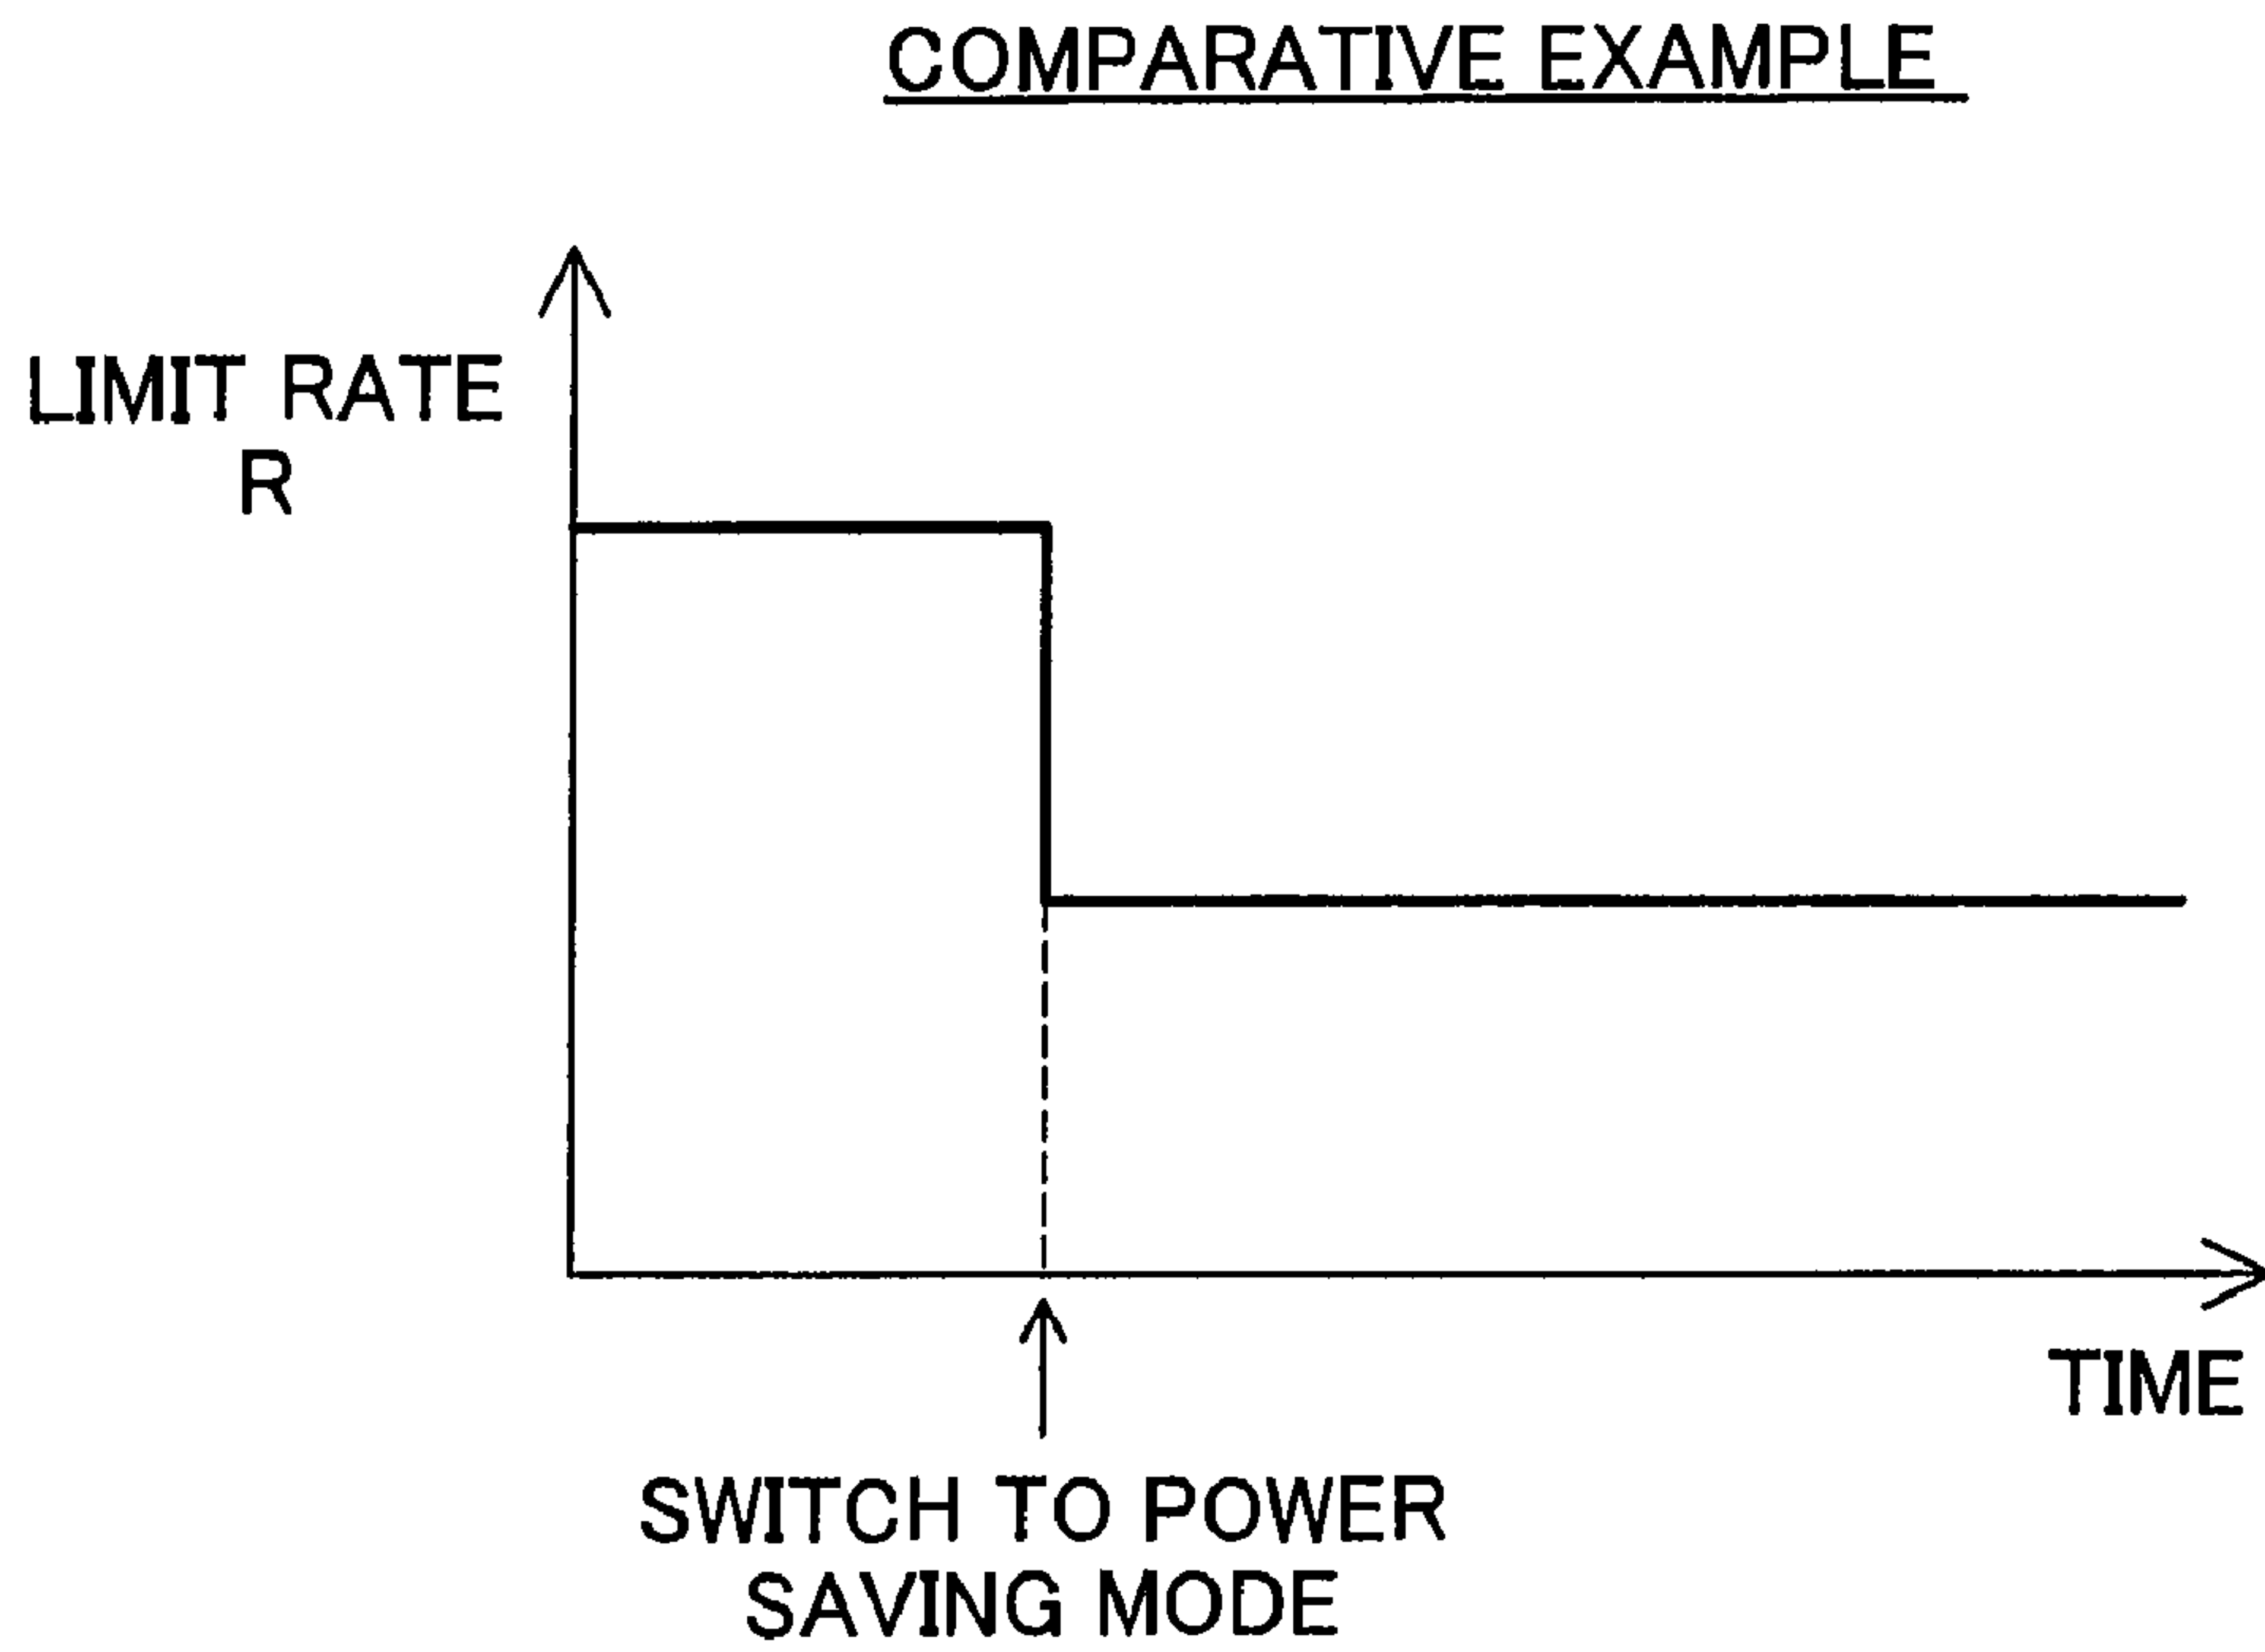 COMPARATIVE EXAMPLE
LIMIT RATE
R
TIME
SWITCH TO POWER
SAVING MODE